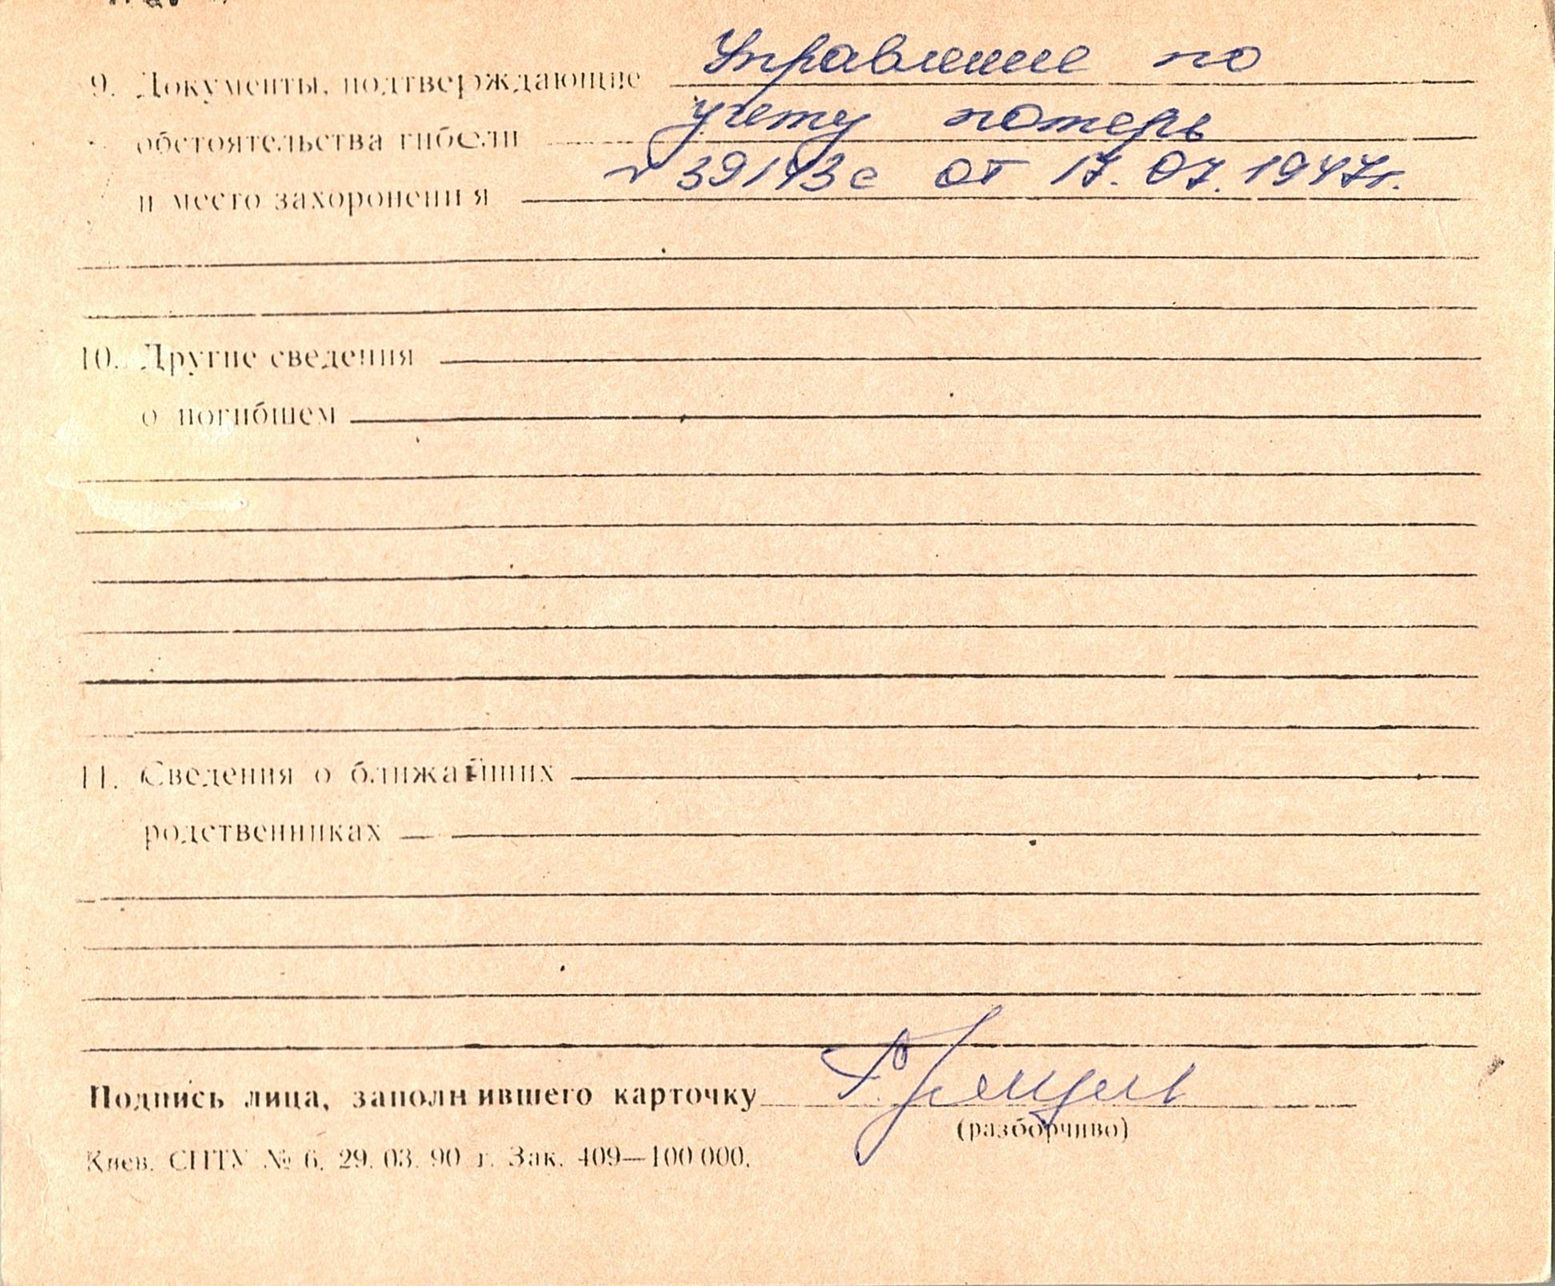 9. Документы, подтверждающие Управление по
обстоятельства гибели учету потерь
и место захоронения № 39143с от 17.07.1947г.
10. Другие сведения
о погибшем
11. Сведения о ближайших
родственниках
Подпись лица, заполнившего карточку
(разборчиво)
Киев. СПТУ № 6. 29. 03. 90 г. Зак. 409—100 000.